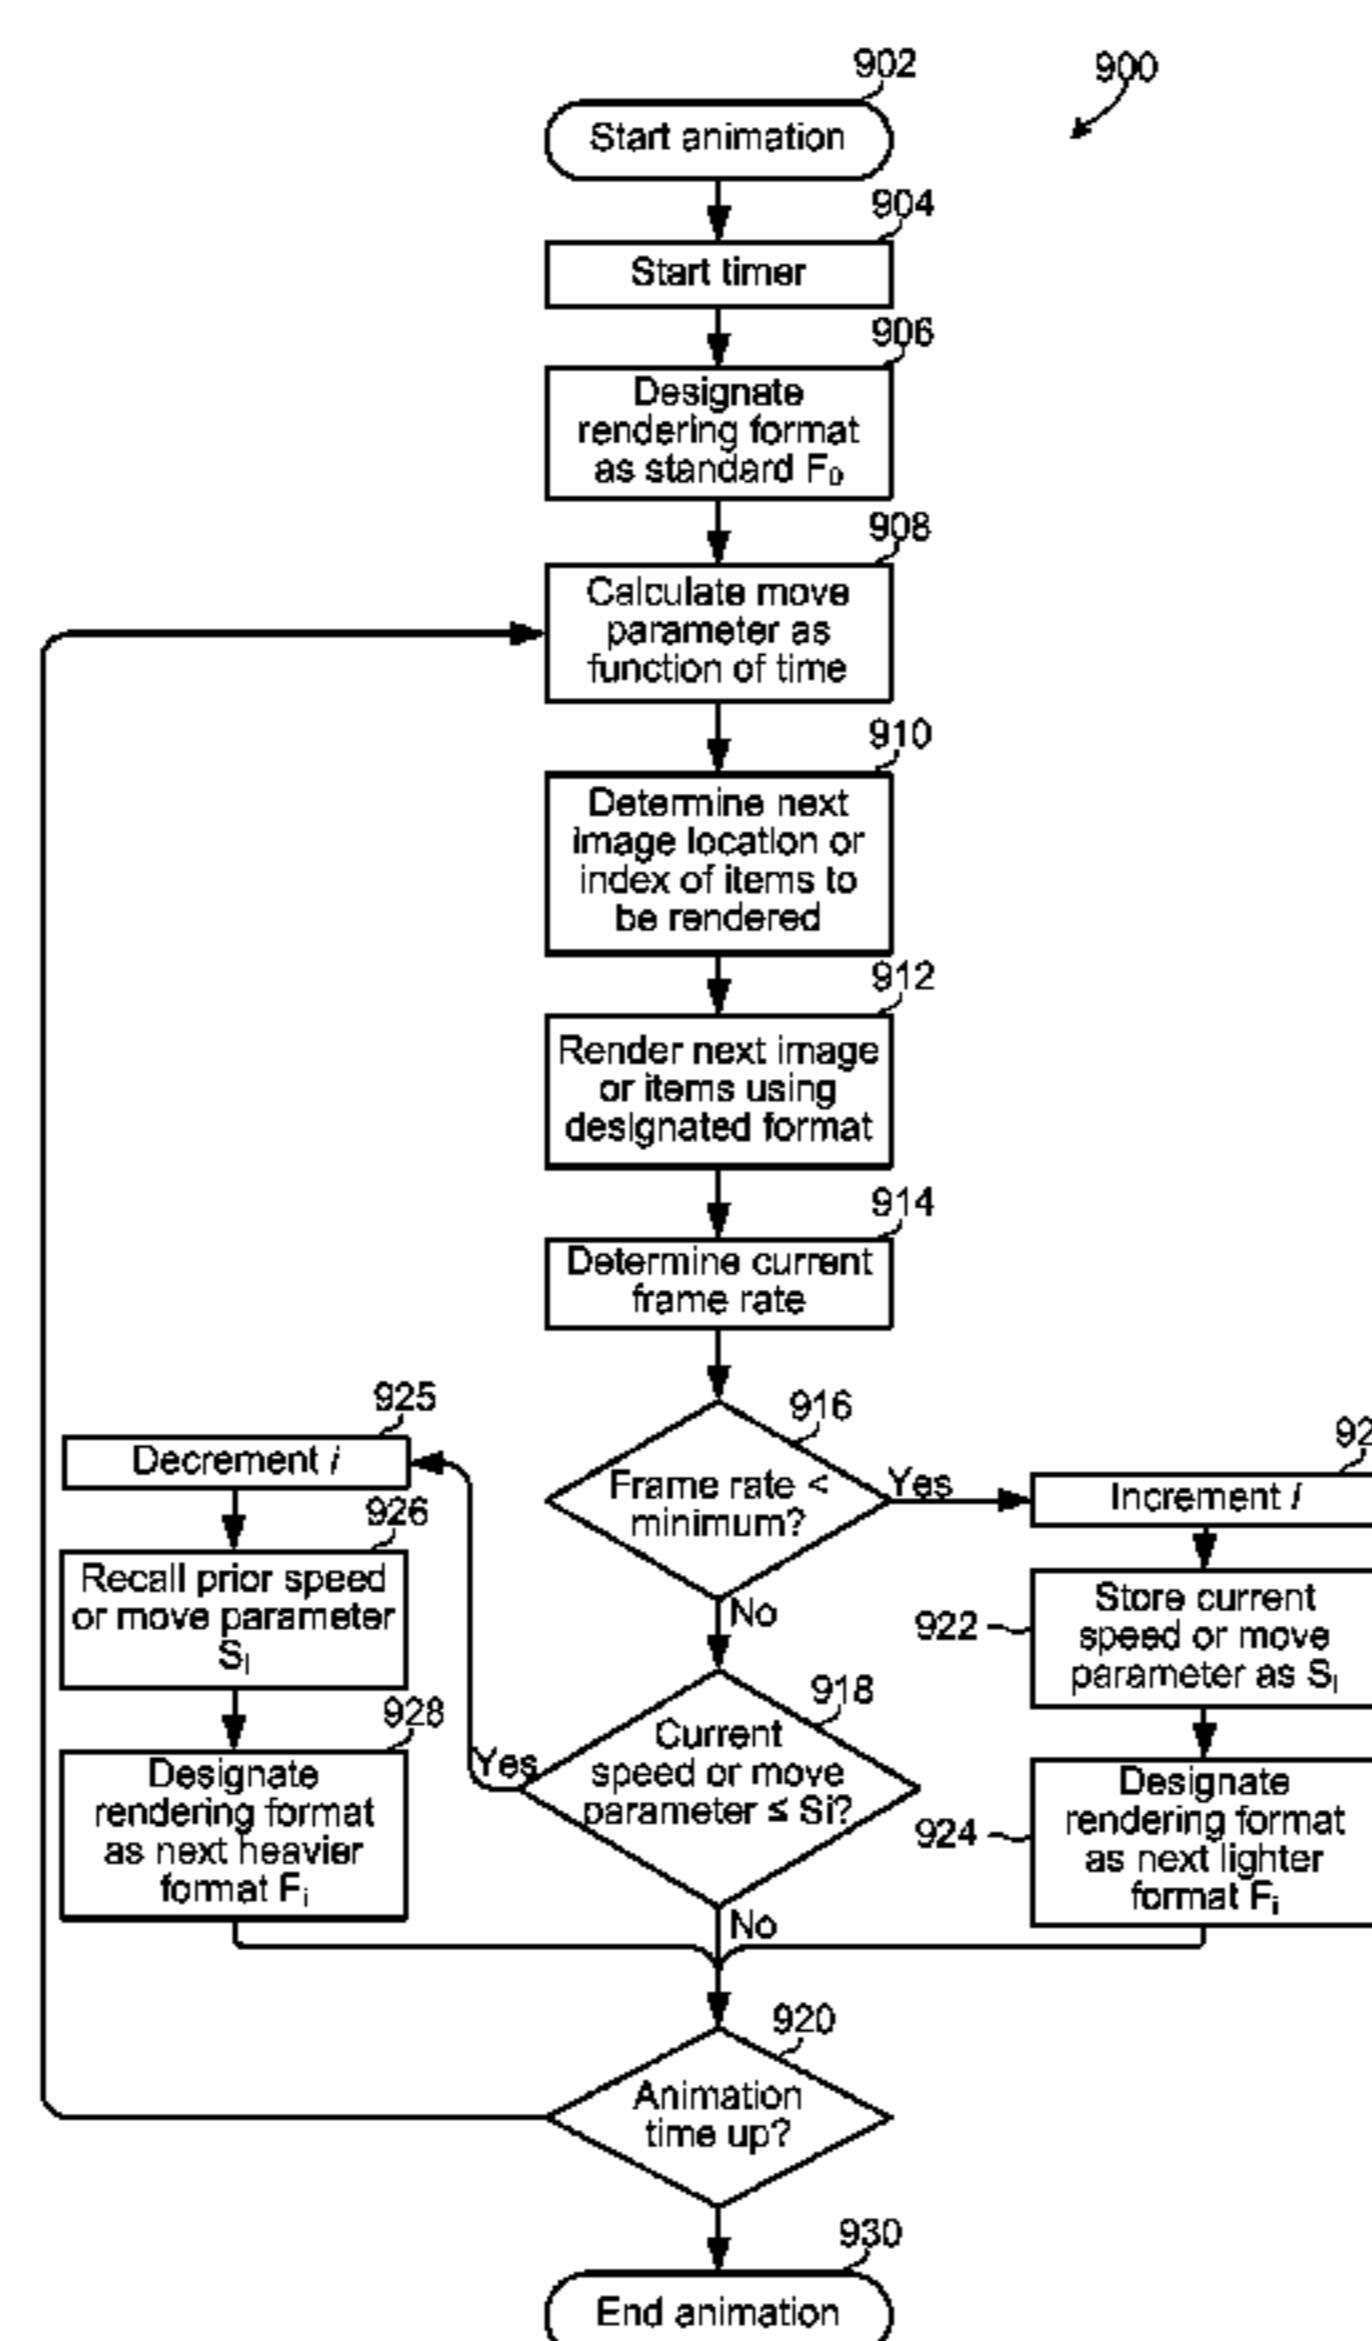 902
900
Start animation
904
Start timer
906
Designate
rendering format
as standard F₀
908
Calculate move
parameter as
function of time
910
Determine next
image location or
index of items to
be rendered
912
Render next image
or items using
designated format
914
Determine current
frame rate
916
Frame rate <
minimum?
Yes
No
925
Decrement i
926
Recall prior speed
or move parameter
Sᵢ
928
Designate
rendering format
as next heavier
format Fᵢ
918
Current
speed or move
parameter ≤ Si?
Yes
No
Increment i
922
Store current
speed or move
parameter as Sᵢ
924
Designate
rendering format
as next lighter
format Fᵢ
920
Animation
time up?
930
End animation